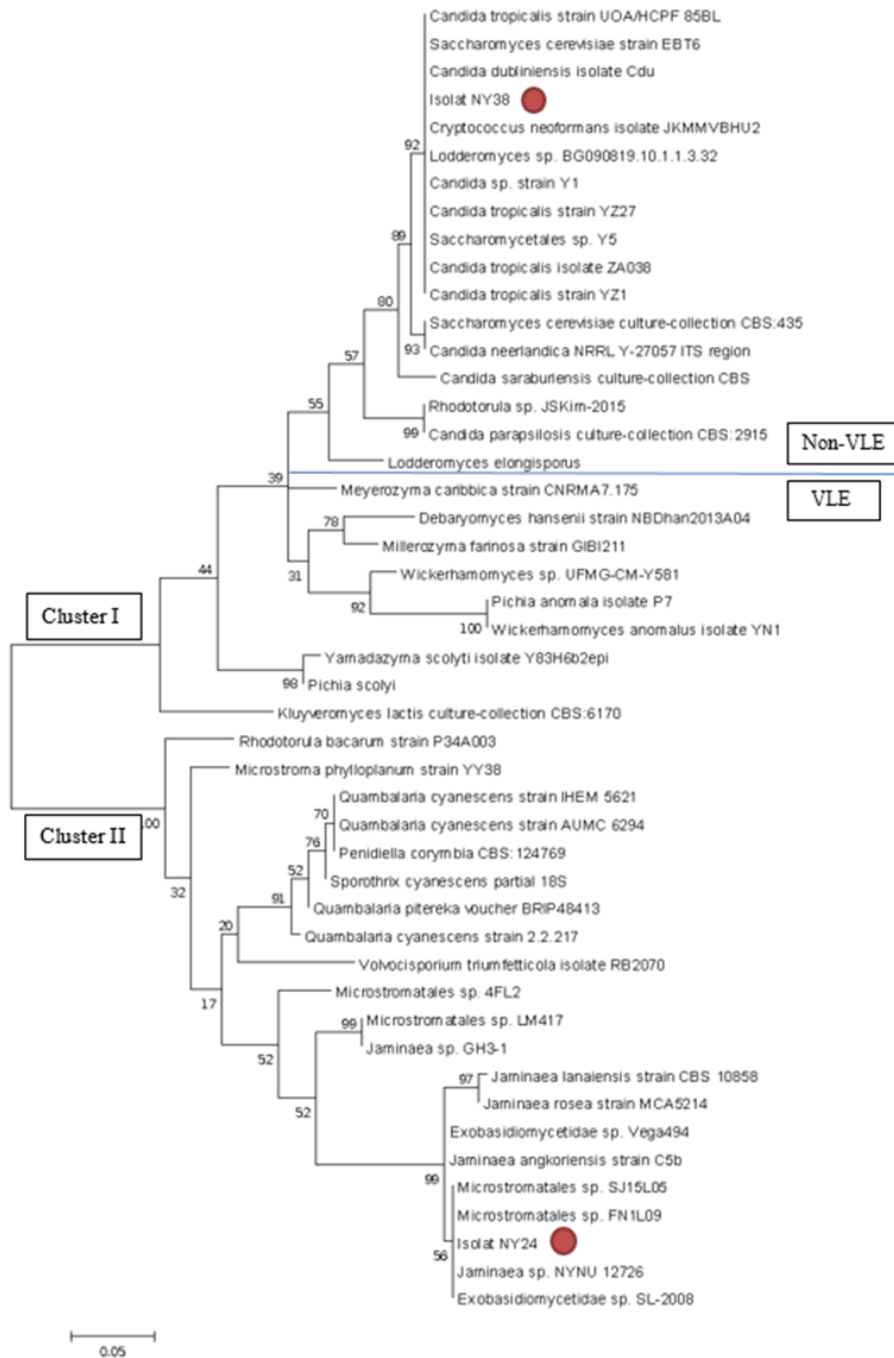 Candida tropicalis strain UOA/HCPF 85BL
Saccharomyces cerevisiae strain EBT6
Candida dubliniensis isolate Cdu
Isolat NY38
Cryptococcus neoformans isolate JKMMVBHU2
92
Lodderomyces sp. BG090819.10.1.1.3.32
Candida sp. strain Y1
Candida tropicalis strain YZ27
89
Saccharomycetales sp. Y5
Candida tropicalis isolate ZA038
Candida tropicalis strain YZ1
80
Saccharomyces cerevisiae culture-collection CBS:435
93
Candida neerlandica NRRL Y-27057 ITS region
57
Candida saraburiensis culture-collection CBS
55
Rhodotorula sp. JSKim-2015
99
Candida parapsilosis culture-collection CBS:2915
Non-VLE
Lodderomyces elongisporus
39
Meyerozyma caribbica strain CNRMA7.175
VLE
78
Debaryomyces hansenii strain NBDhan2013A04
Millerozyma farinosa strain GIBI211
44
31
Wickerhamomyces sp. UFMG-CM-Y581
92
Pichia anomala isolate P7
Cluster I
100
Wickerhamomyces anomalus isolate YN1
Yamadazyma scolyti isolate Y83H6b2epi
98
Pichia scolyi
Kluyveromyces lactis culture-collection CBS:6170
Rhodotorula bacarum strain P34A003
Microstroma phylloplanum strain YY38
Quambalaria cyanescens strain IHEM 5621
70
Quambalaria cyanescens strain AUMC 6294
Cluster II
00
76
Penidiella corymbia CBS:124769
52
Sporothrix cyanescens partial 18S
32
91
Quambalaria pitereka voucher BRIP48413
20
Quambalaria cyanescens strain 2.2.217
Volvocisporium triumfetticola isolate RB2070
17
Microstromatales sp. 4FL2
99
Microstromatales sp. LM417
52
Jaminaea sp. GH3-1
97
Jaminaea lanaiensis strain CBS 10858
52
Jaminaea rosea strain MCA5214
Exobasidiomycetidae sp. Vega494
Jaminaea angkoriensis strain C5b
99
Microstromatales sp. SJ15L05
Microstromatales sp. FN1L09
Isolat NY24
56
Jaminaea sp. NYNU 12726
Exobasidiomycetidae sp. SL-2008
0.05